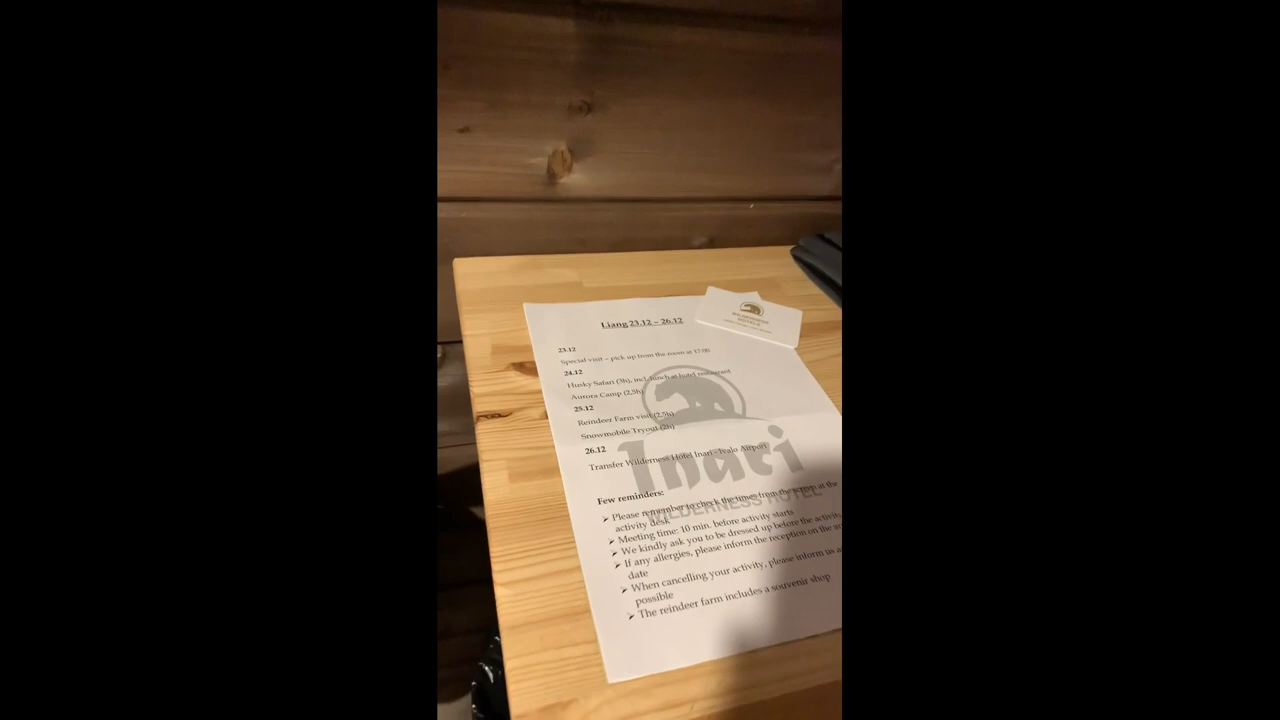 Liang 23.12 – 26.12
23.12
Special visit – pick up from the room at 17.00
24.12
Husky Safari (3h), incl. lunch at hotel restaurant
Aurora Camp (2,5h)
25.12
Reindeer Farm visit (2,5h)
Snowmobile Tryout (2h)
26.12
Transfer Wilderness Hotel Inari - Ivalo Airport
Few reminders:
➢ Please remember to check the times from the screen at the
activity desk
➢ Meeting time: 10 min. before activity starts
➢ We kindly ask you to be dressed up before the activity
➢ If any allergies, please inform the reception on the
date
➢ When cancelling your activity, please inform us
possible
➢ The reindeer farm includes a souvenir shop
Inari
WILDERNESS HOTEL
WILDERNESS
HOTELS